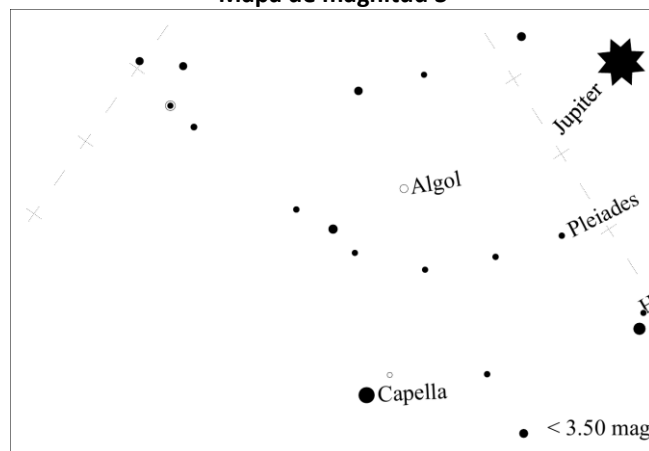 Mapa de magnitud 3
Jupiter
Algol
Pleiades
H
Capella
< 3.50 mag